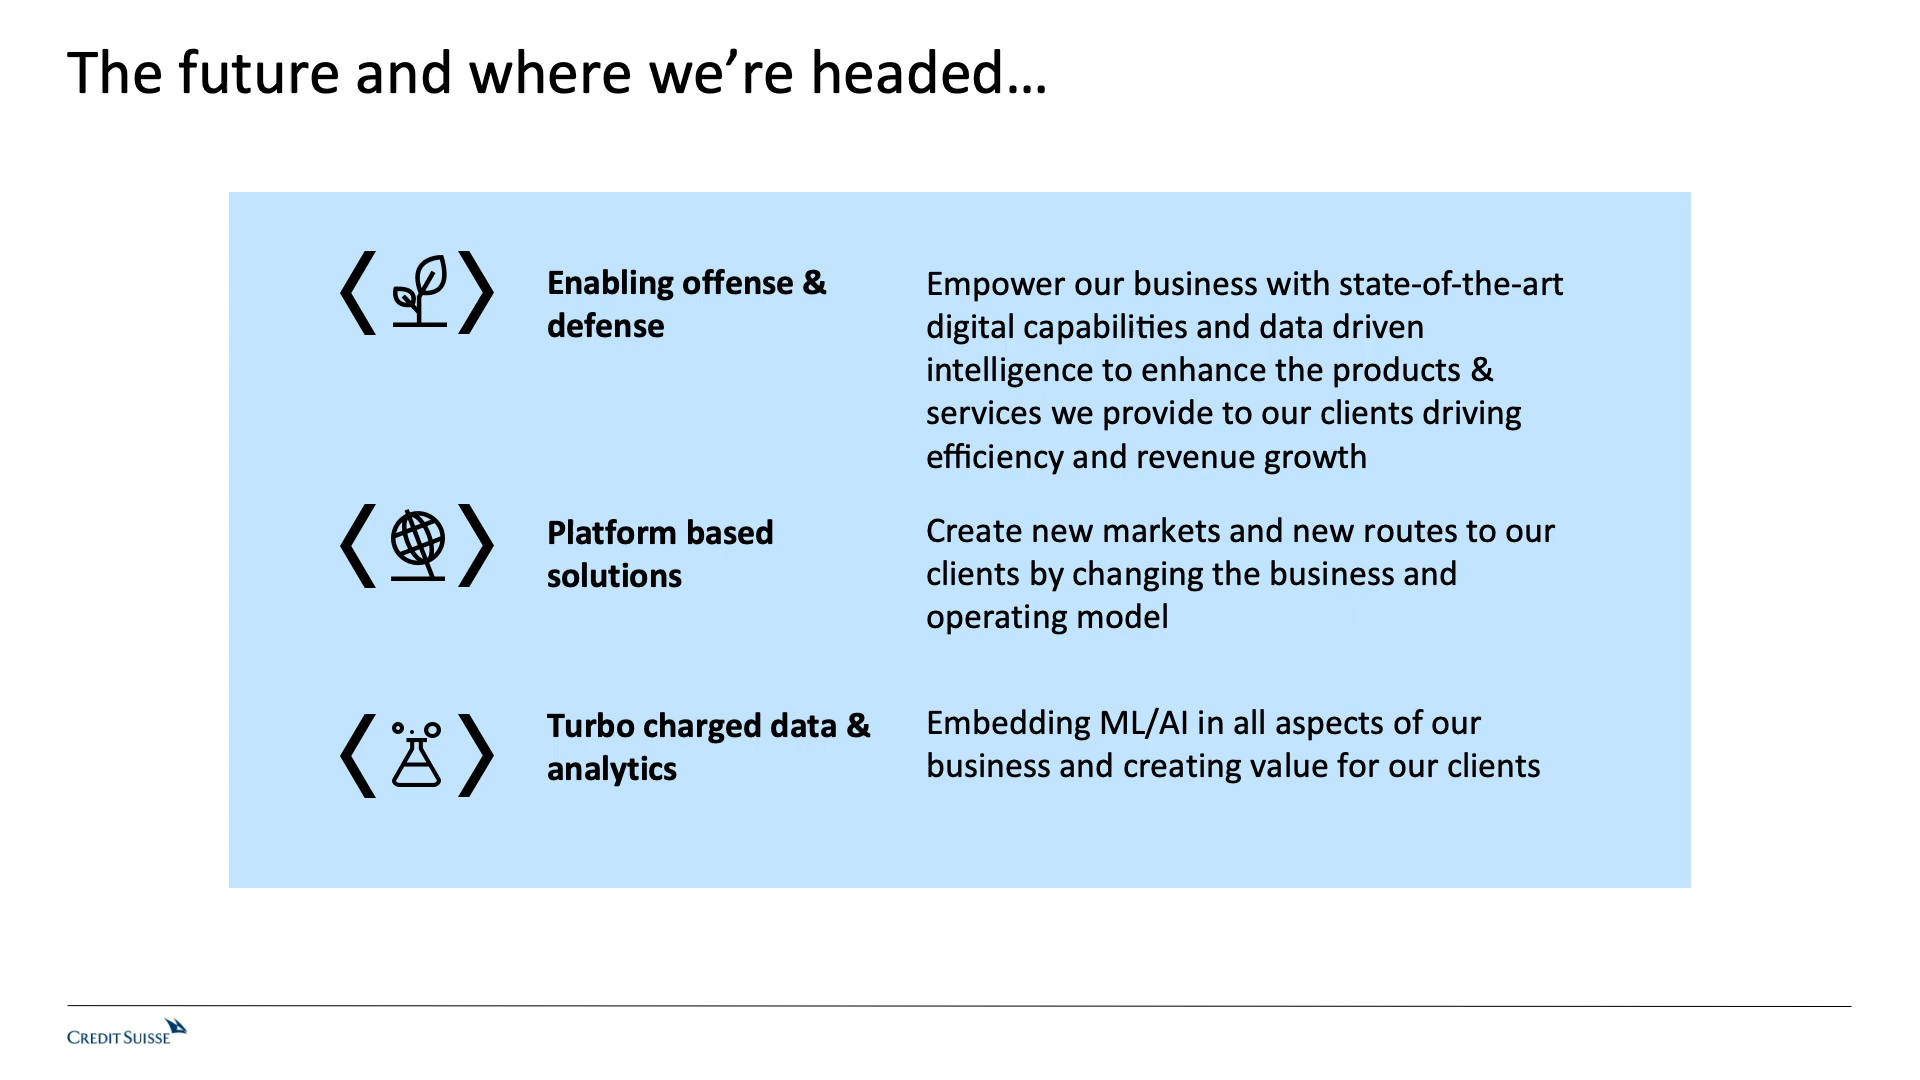 The future and where we’re headed…
Enabling offense &
defense
Empower our business with state-of-the-art
digital capabilities and data driven
intelligence to enhance the products &
services we provide to our clients driving
efficiency and revenue growth
Platform based
solutions
Create new markets and new routes to our
clients by changing the business and
operating model
Turbo charged data &
analytics
Embedding ML/AI in all aspects of our
business and creating value for our clients
CREDIT SUISSE